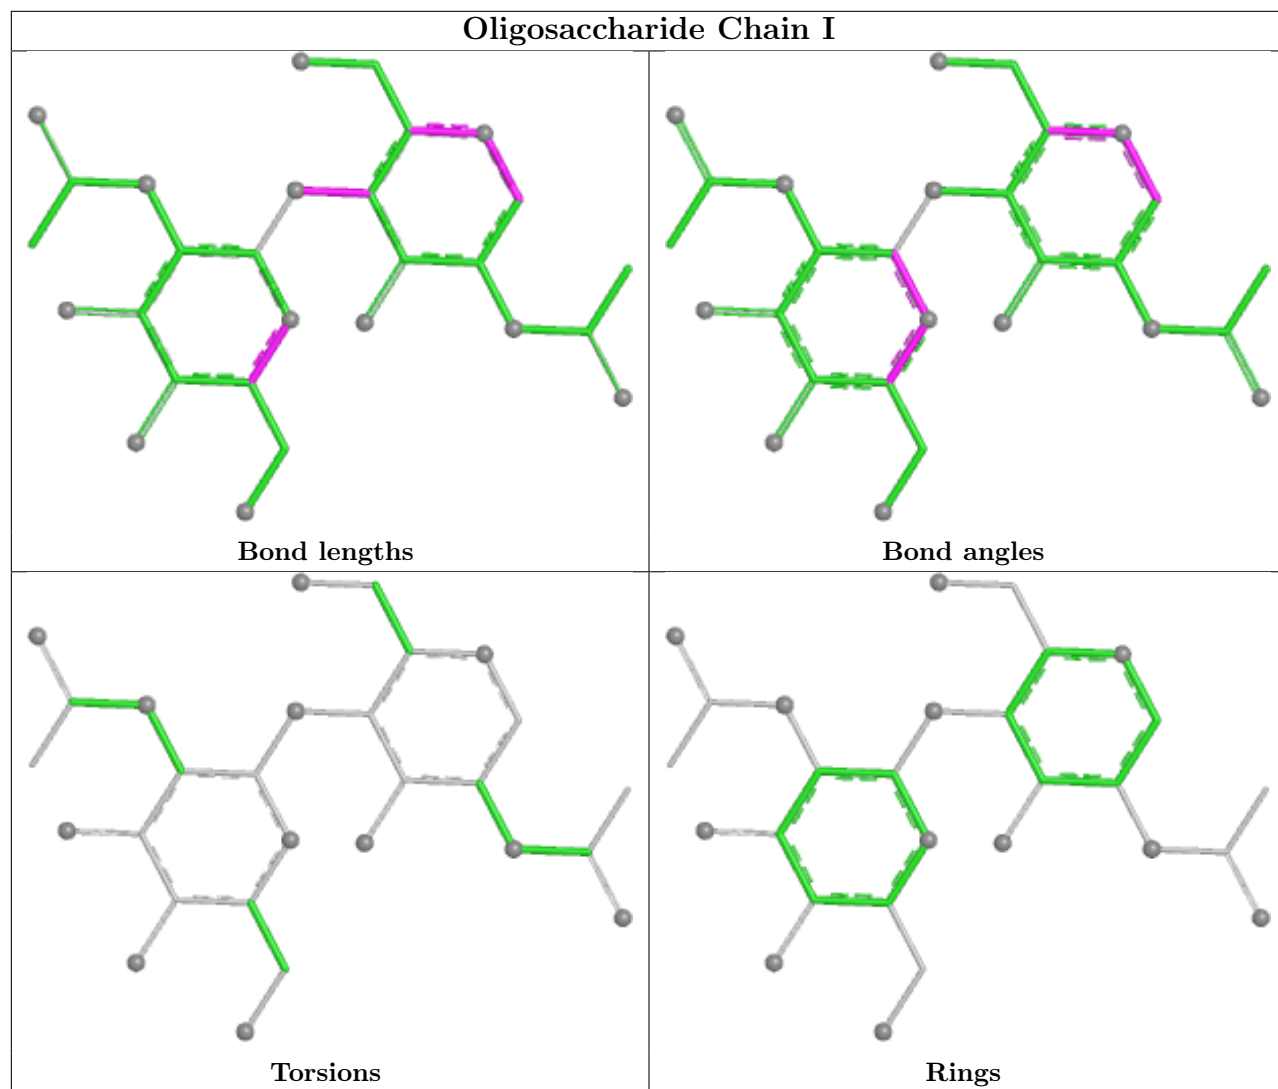 Oligosaccharide Chain I
Bond lengths
Bond angles
Torsions
Rings